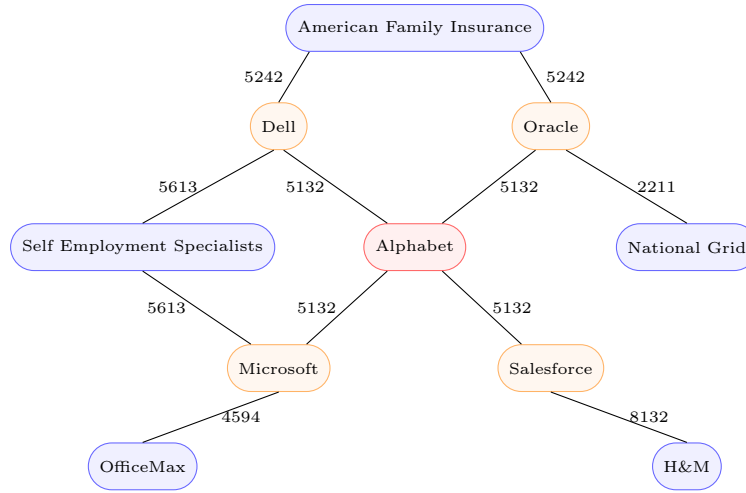 American Family Insurance
5242
5242
Dell
Oracle
5613
5132
5132
2211
Self Employment Specialists
Alphabet
National Grid
5613
5132
5132
Microsoft
Salesforce
4594
8132
OfficeMax
H&M